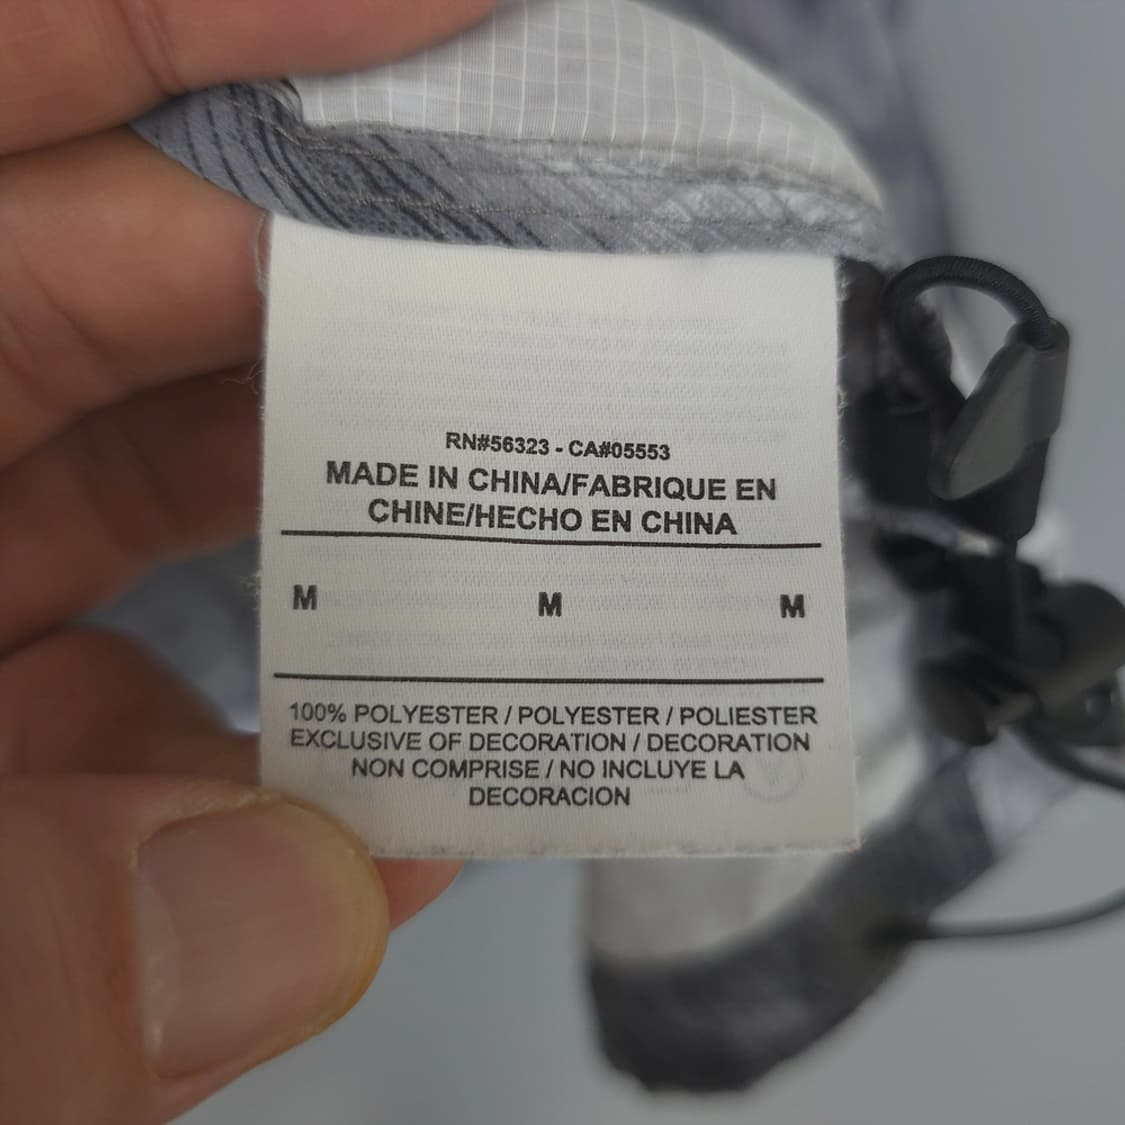 RN#56323 - CA#05553
MADE IN CHINA/FABRIQUE EN
CHINE/HECHO EN CHINA
M M M
100% POLYESTER / POLYESTER / POLIESTER
EXCLUSIVE OF DECORATION / DECORATION
NON COMPRISE / NO INCLUYE LA
DECORACION